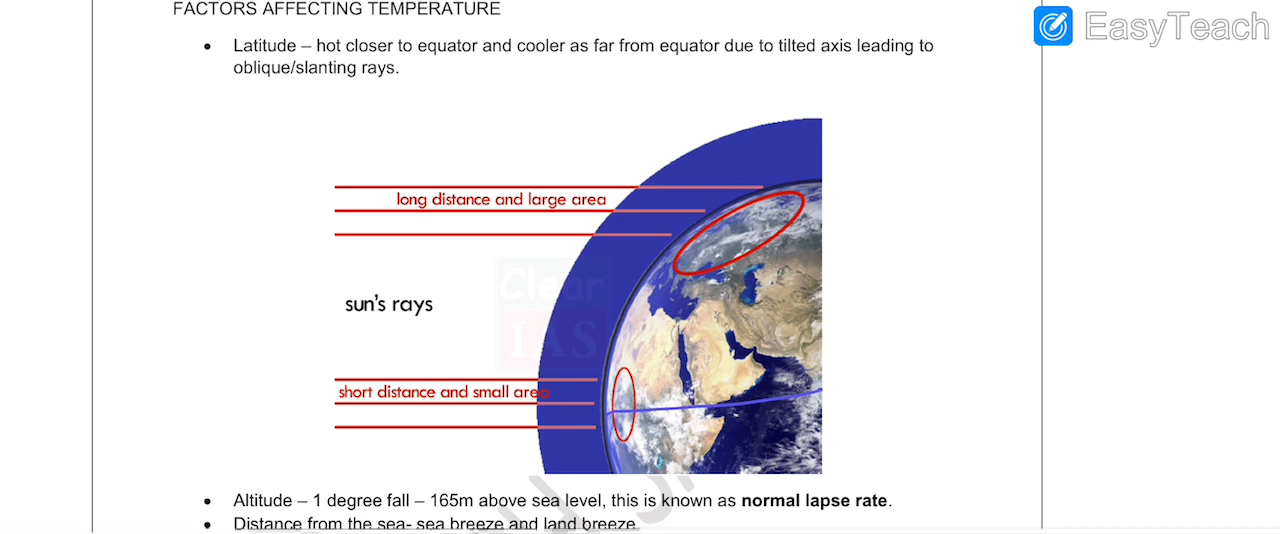 FACTORS AFFECTING TEMPERATURE
EasyTeach
• Latitude – hot closer to equator and cooler as far from equator due to tilted axis leading to
oblique/slanting rays.
long distance and large area
Clear
IAS
sun's rays
short distance and small area
• Altitude – 1 degree fall – 165m above sea level, this is known as normal lapse rate.
• Distance from the sea- sea breeze and land breeze.